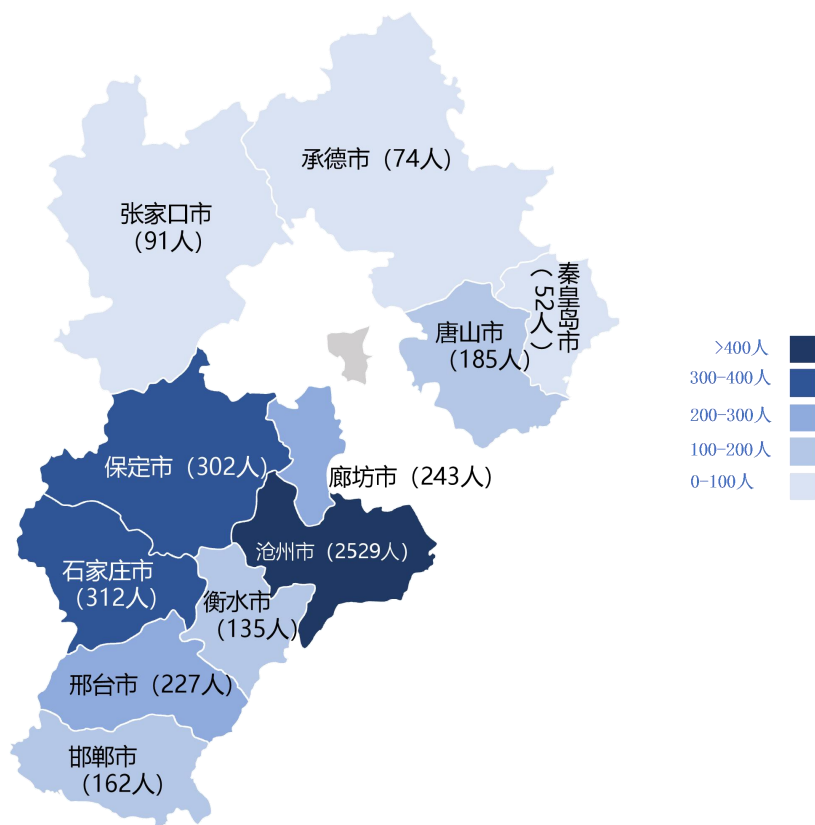 承德市（74人）
张家口市
（91人）
秦皇岛市
（52人）
唐山市
（185人）
>400人
300-400人
200-300人
100-200人
0-100人
保定市（302人）
廊坊市（243人）
沧州市（2529人）
石家庄市
（312人）
衡水市
（135人）
邢台市（227人）
邯郸市
（162人）